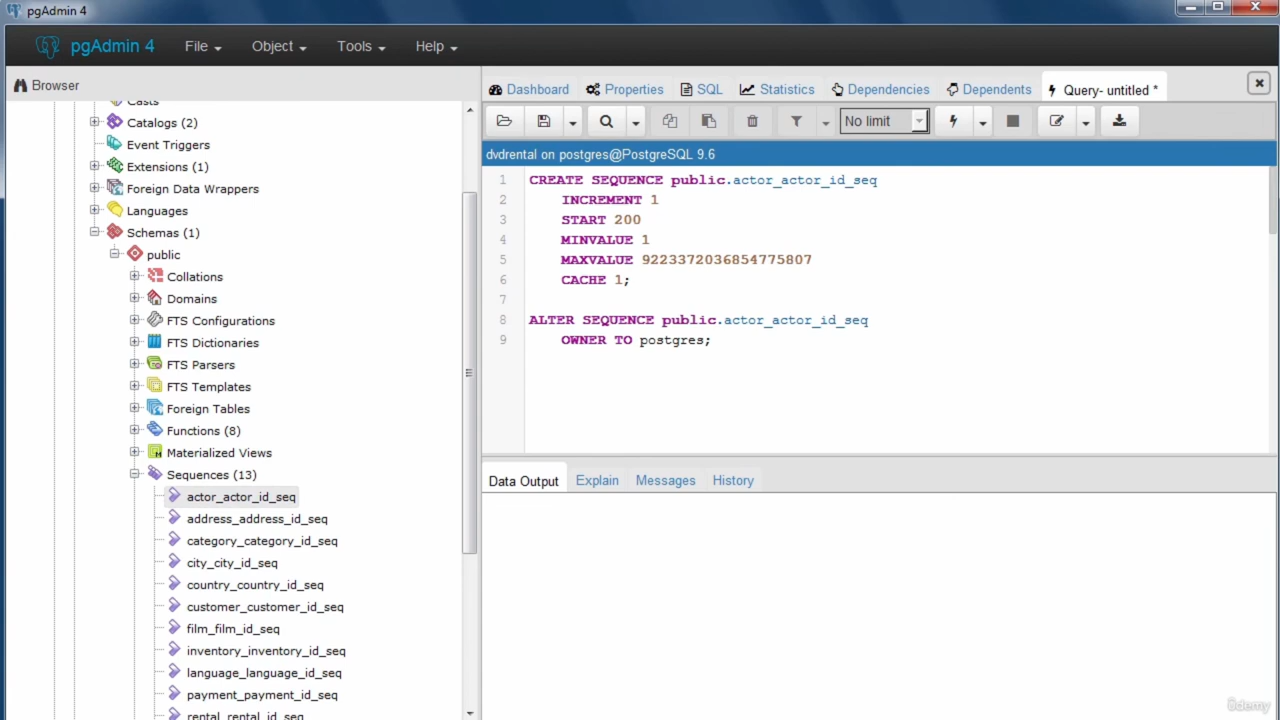 pgAdmin 4
pgAdmin 4 File Object Tools Help
Browser
Casts
Catalogs (2)
Event Triggers
Extensions (1)
Foreign Data Wrappers
Languages
Schemas (1)
public
Collations
Domains
FTS Configurations
FTS Dictionaries
FTS Parsers
FTS Templates
Foreign Tables
Functions (8)
Materialized Views
Sequences (13)
actor_actor_id_seq
address_address_id_seq
category_category_id_seq
city_city_id_seq
country_country_id_seq
customer_customer_id_seq
film_film_id_seq
inventory_inventory_id_seq
language_language_id_seq
payment_payment_id_seq
rental_rental_id_seq
Dashboard Properties SQL Statistics Dependencies Dependents Query- untitled *
No limit
dvdrental on postgres@PostgreSQL 9.6
1 CREATE SEQUENCE public.actor_actor_id_seq
2 INCREMENT 1
3 START 200
4 MINVALUE 1
5 MAXVALUE 9223372036854775807
6 CACHE 1;
7
8 ALTER SEQUENCE public.actor_actor_id_seq
9 OWNER TO postgres;
Data Output Explain Messages History
Udemy